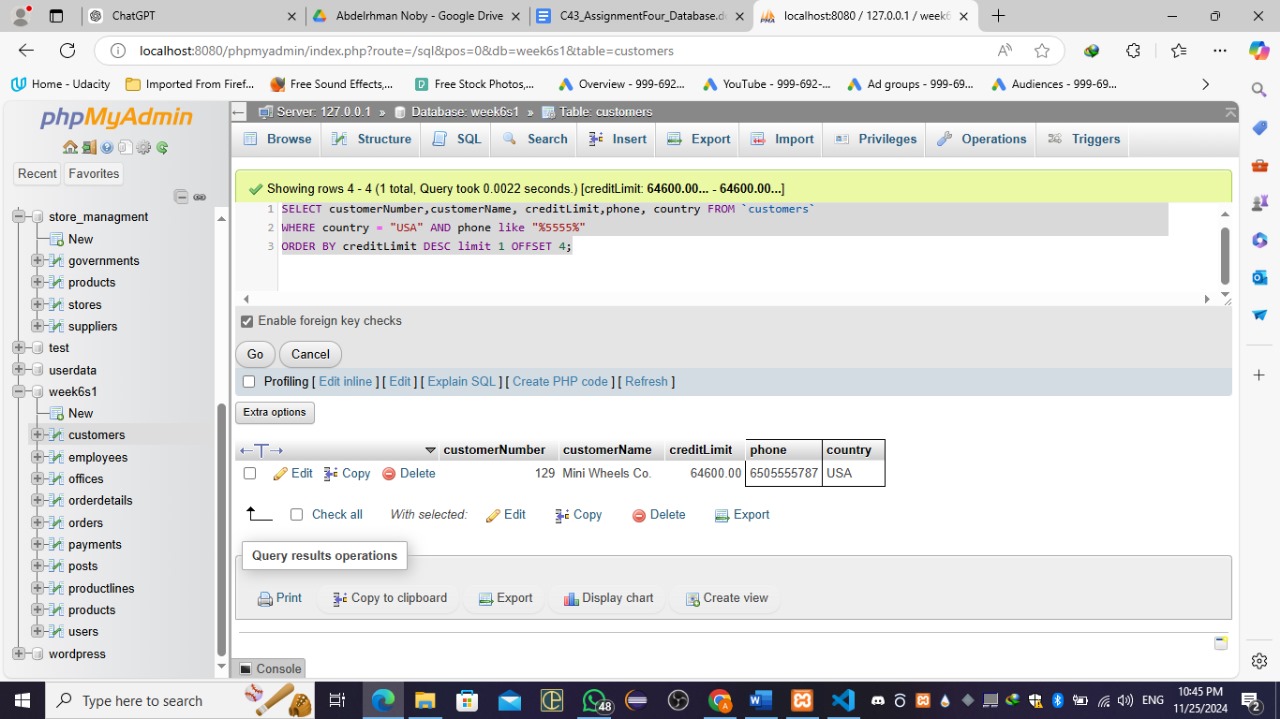 ChatGPT
Abdelrhman Noby - Google Drive
C43_AssignmentFour_Database.d
localhost:8080 / 127.0.0.1 / week6
localhost:8080/phpmyadmin/index.php?route=/sql&pos=0&db=week6s1&table=customers
Home - Udacity
Imported From Firef...
Free Sound Effects,...
Free Stock Photos,...
Overview - 999-692...
YouTube - 999-692-...
Ad groups - 999-69...
Audiences - 999-69...
phpMyAdmin
Recent
Favorites
store_managment
New
governments
products
stores
suppliers
test
userdata
week6s1
New
customers
employees
offices
orderdetails
orders
payments
posts
productlines
products
users
wordpress
Server: 127.0.0.1 » Database: week6s1 » Table: customers
Browse
Structure
SQL
Search
Insert
Export
Import
Privileges
Operations
Triggers
Showing rows 4 - 4 (1 total, Query took 0.0022 seconds.) [creditLimit: 64600.00... - 64600.00...]
1 SELECT customerNumber,customerName, creditLimit,phone, country FROM `customers`
2 WHERE country = "USA" AND phone like "%5555%"
3 ORDER BY creditLimit DESC limit 1 OFFSET 4;
Enable foreign key checks
Go
Cancel
Profiling [ Edit inline ] [ Edit ] [ Explain SQL ] [ Create PHP code ] [ Refresh ]
Extra options
customerNumber customerName creditLimit phone country
Edit Copy Delete 129 Mini Wheels Co. 64600.00 6505555787 USA
Check all With selected: Edit Copy Delete Export
Query results operations
Print
Copy to clipboard
Export
Display chart
Create view
Console
Type here to search
48
ENG
10:45 PM
11/25/2024
2